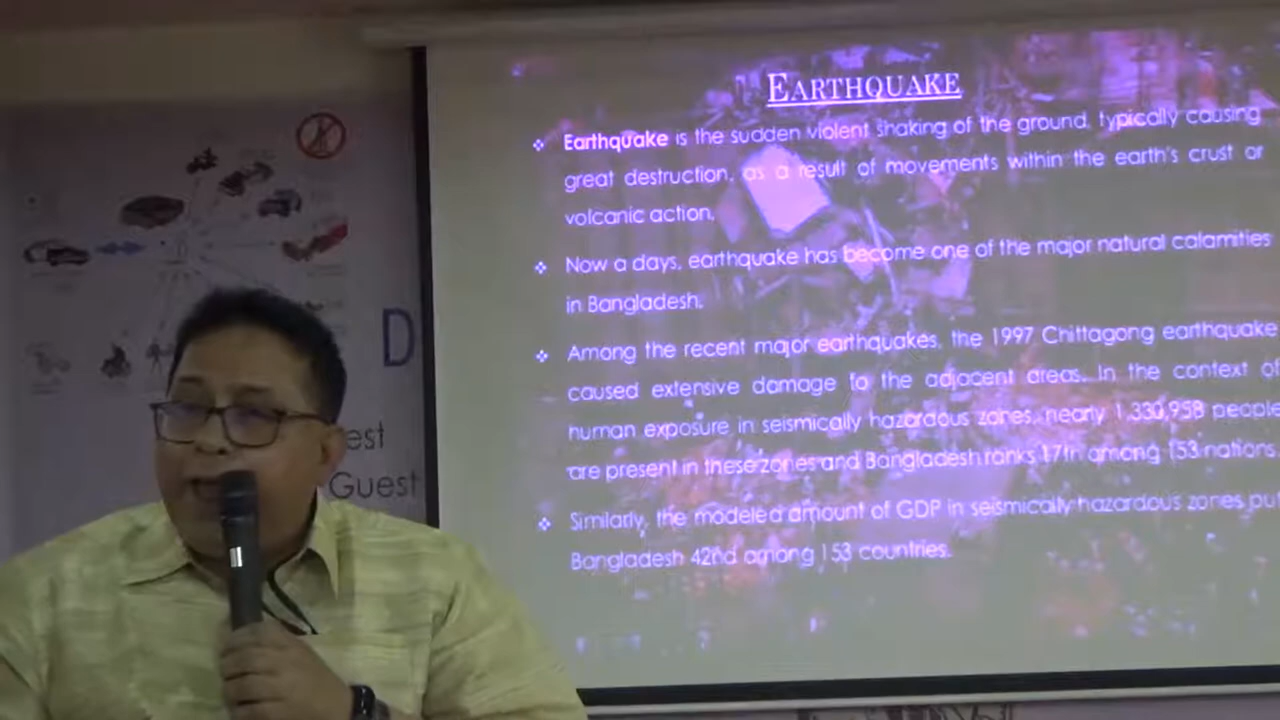 EARTHQUAKE
Earthquake is the sudden violent shaking of the ground, typically causing
great destruction, as a result of movements within the earth's crust or
volcanic action.
Now a days, earthquake has become one of the major natural calamities
in Bangladesh.
Among the recent major earthquakes, the 1997 Chittagong earthquake
caused extensive damage to the adjacent areas. In the context of
human exposure in seismically hazardous zones, nearly 1,330,958 people
are present in these zones and Bangladesh ranks 17th among 153 nations.
Similarly, the modeled amount of GDP in seismically hazardous zones pu
Bangladesh 42nd among 153 countries.
D
est
Guest